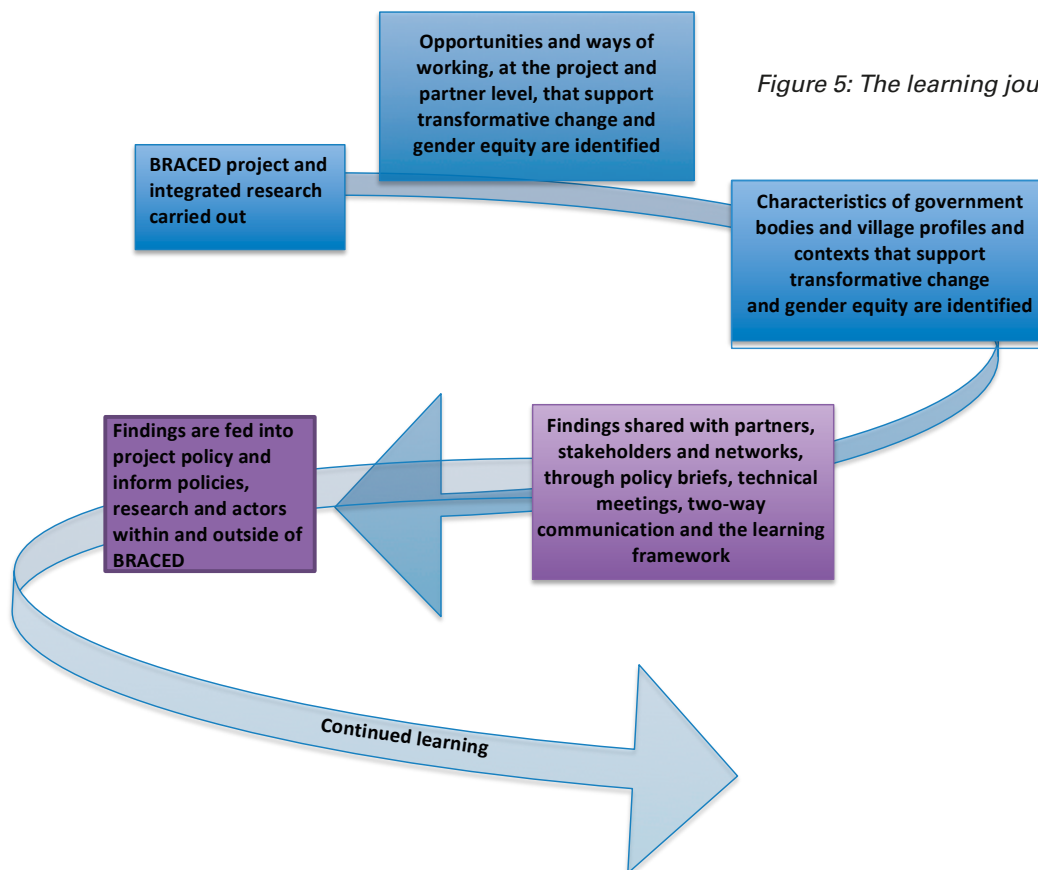 Opportunities and ways of
working, at the project and
partner level, that support
transformative change and
gender equity are identified
Figure 5: The learning jou
BRACED project and
integrated research
carried out
Characteristics of government
bodies and village profiles and
contexts that support
transformative change
and gender equity are identified
Findings shared with partners,
stakeholders and networks,
through policy briefs, technical
meetings, two-way
communication and the learning
framework
Findings are fed into
project policy and
inform policies,
research and actors
within and outside of
BRACED
Continued learning